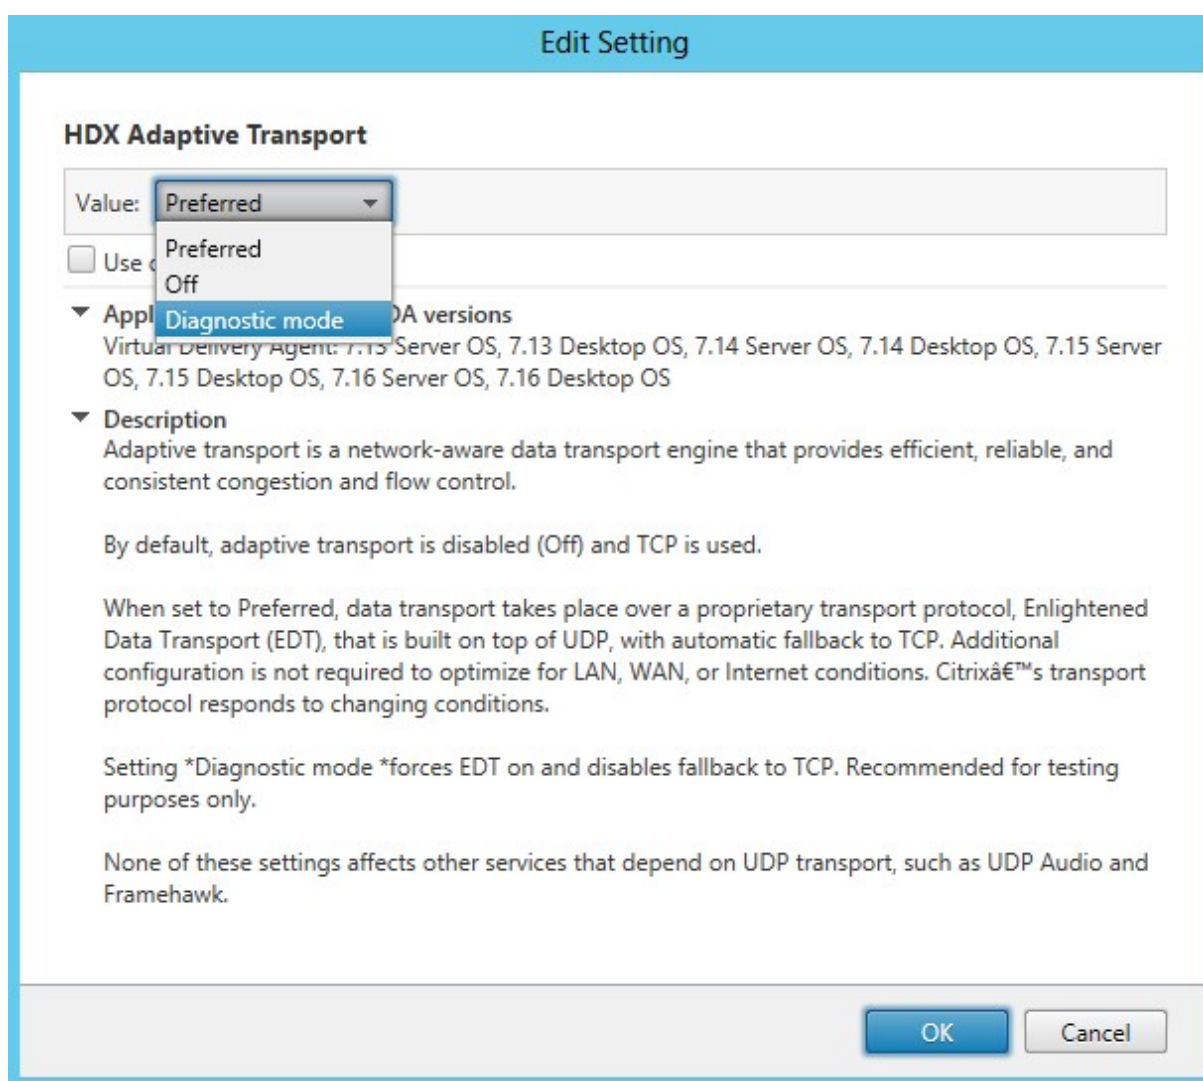 Edit Setting
HDX Adaptive Transport
Value: Preferred
Preferred
Use
Off
Diagnostic mode
DA versions
Virtual Delivery Agent: 7.13 Server OS, 7.13 Desktop OS, 7.14 Server OS, 7.14 Desktop OS, 7.15 Server
OS, 7.15 Desktop OS, 7.16 Server OS, 7.16 Desktop OS
Description
Adaptive transport is a network-aware data transport engine that provides efficient, reliable, and
consistent congestion and flow control.
By default, adaptive transport is disabled (Off) and TCP is used.
When set to Preferred, data transport takes place over a proprietary transport protocol, Enlightened
Data Transport (EDT), that is built on top of UDP, with automatic fallback to TCP. Additional
configuration is not required to optimize for LAN, WAN, or Internet conditions. Citrixâ€™s transport
protocol responds to changing conditions.
Setting *Diagnostic mode *forces EDT on and disables fallback to TCP. Recommended for testing
purposes only.
None of these settings affects other services that depend on UDP transport, such as UDP Audio and
Framehawk.
OK Cancel